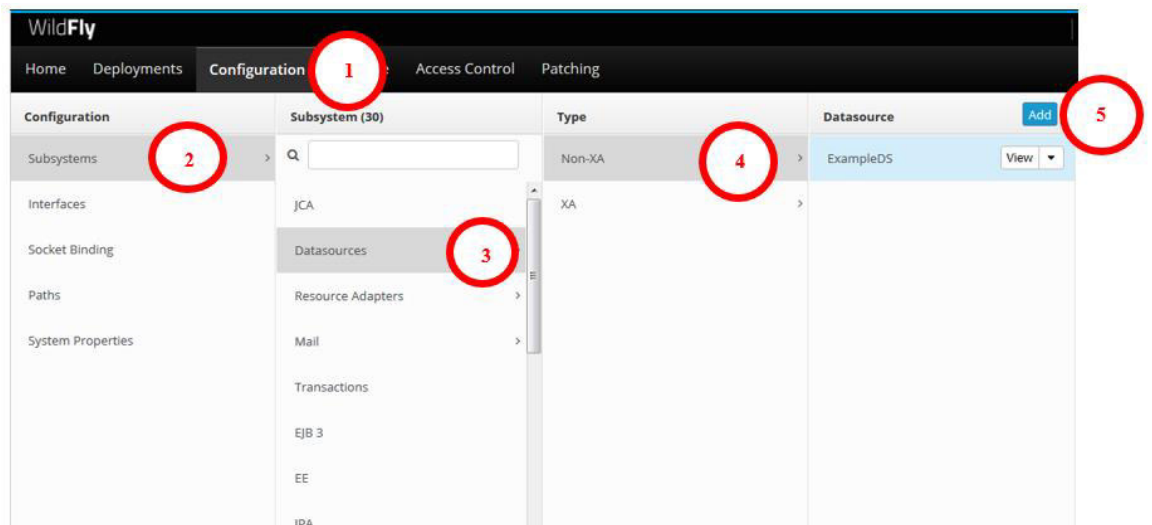 WildFly
Home Deployments Configuration 1 e Access Control Patching
Configuration Subsystem (30) Type Datasource Add 5
Subsystems 2 > Non-XA 4 > ExampleDS View
Interfaces JCA XA >
Socket Binding Datasources 3
Paths Resource Adapters >
System Properties Mail >
Transactions
EJB 3
EE
JPA